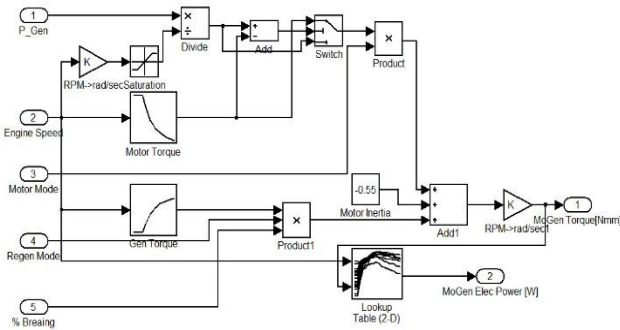 1
P_Gen
×
÷
Divide
+
-
Add
Switch
×
Product
K
RPM->rad/sec
Saturation
2
Engine Speed
Motor Torque
3
Motor Mode
-0.55
Motor Inertia
+
+
+
Add1
K
RPM->rad/sec1
1
MoGen Torque[Nmm]
Gen Torque
4
Regen Mode
×
Product1
Lookup
Table (2-D)
2
MoGen Elec Power [W]
5
% Breaing